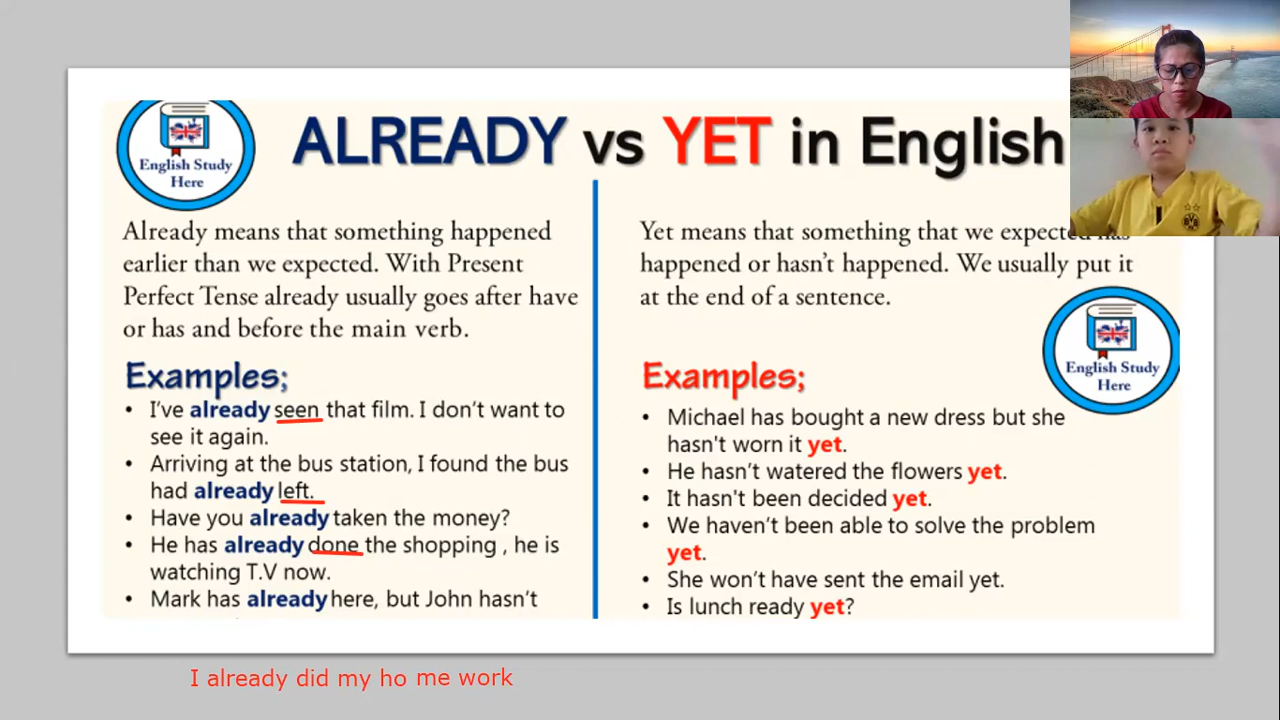 English Study
Here
ALREADY vs YET in English
Already means that something happened
earlier than we expected. With Present
Perfect Tense already usually goes after have
or has and before the main verb.
Examples;
• I've already seen that film. I don't want to
see it again.
• Arriving at the bus station, I found the bus
had already left.
• Have you already taken the money?
• He has already done the shopping , he is
watching T.V now.
• Mark has already here, but John hasn't
Yet means that something that we expected has
happened or hasn't happened. We usually put it
at the end of a sentence.
English Study
Here
Examples;
• Michael has bought a new dress but she
hasn't worn it yet.
• He hasn't watered the flowers yet.
• It hasn't been decided yet.
• We haven't been able to solve the problem
yet.
• She won't have sent the email yet.
• Is lunch ready yet?
I already did my ho me work
BVB